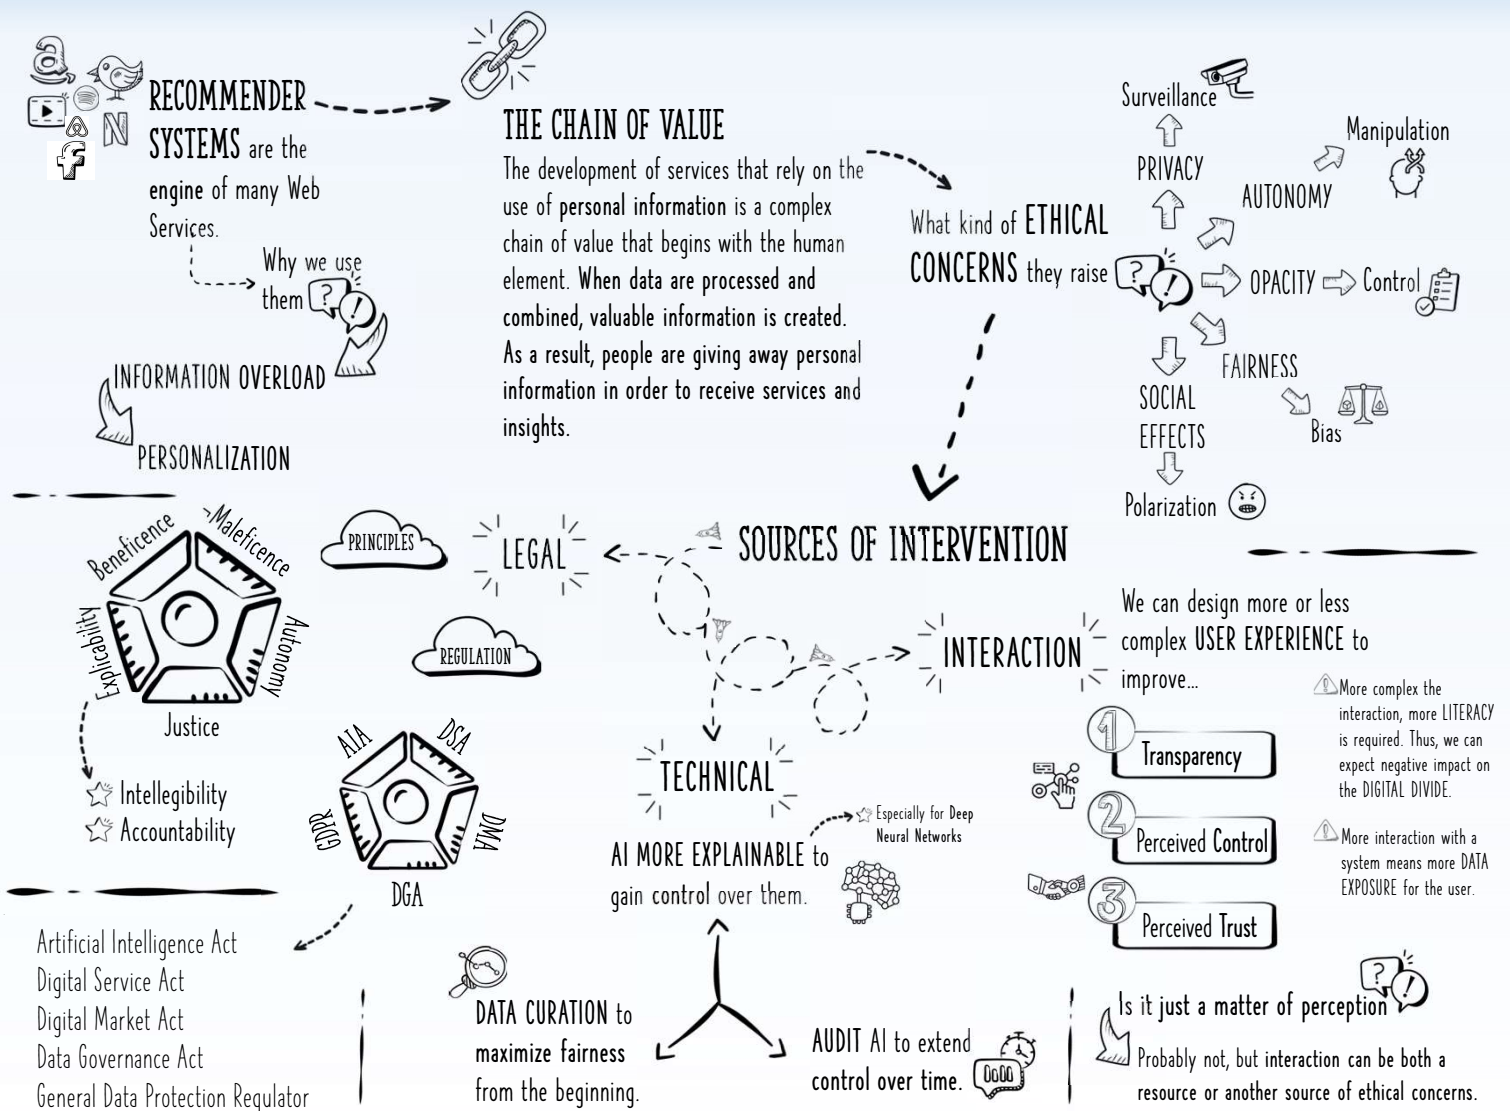 RECOMMENDER
SYSTEMS are the
engine of many Web
Services.
Why we use
them
?
!
INFORMATION OVERLOAD
PERSONALIZATION
THE CHAIN OF VALUE
The development of services that rely on the
use of personal information is a complex
chain of value that begins with the human
element. When data are processed and
combined, valuable information is created.
As a result, people are giving away personal
information in order to receive services and
insights.
What kind of ETHICAL
CONCERNS they raise
?
!
Surveillance
PRIVACY
Manipulation
AUTONOMY
OPACITY
Control
FAIRNESS
Bias
SOCIAL
EFFECTS
Polarization
SOURCES OF INTERVENTION
LEGAL
PRINCIPLES
REGULATION
Beneficence
¬Maleficence
Autonomy
Justice
Explicability
Intellegibility
Accountability
AIA
DSA
DMA
DGA
GDPR
Artificial Intelligence Act
Digital Service Act
Digital Market Act
Data Governance Act
General Data Protection Regulator
TECHNICAL
Especially for Deep
Neural Networks
AI MORE EXPLAINABLE to
gain control over them.
DATA CURATION to
maximize fairness
from the beginning.
AUDIT AI to extend
control over time.
INTERACTION
We can design more or less
complex USER EXPERIENCE to
improve...
1
Transparency
2
Perceived Control
3
Perceived Trust
More complex the
interaction, more LITERACY
is required. Thus, we can
expect negative impact on
the DIGITAL DIVIDE.
More interaction with a
system means more DATA
EXPOSURE for the user.
Is it just a matter of perception
?
!
Probably not, but interaction can be both a
resource or another source of ethical concerns.